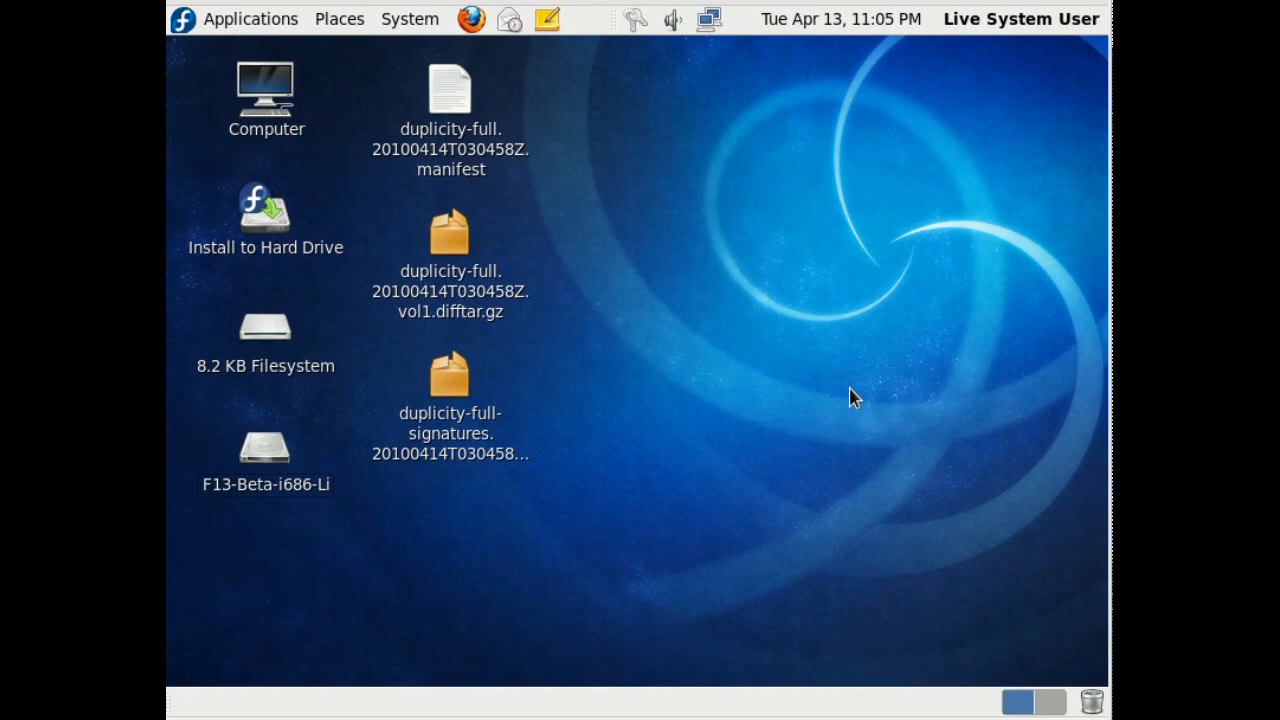 Applications Places System Tue Apr 13, 11:05 PM Live System User
Computer
Install to Hard Drive
8.2 KB Filesystem
F13-Beta-i686-Li
duplicity-full.
20100414T030458Z.
manifest
duplicity-full.
20100414T030458Z.
vol1.difftar.gz
duplicity-full-
signatures.
20100414T030458...